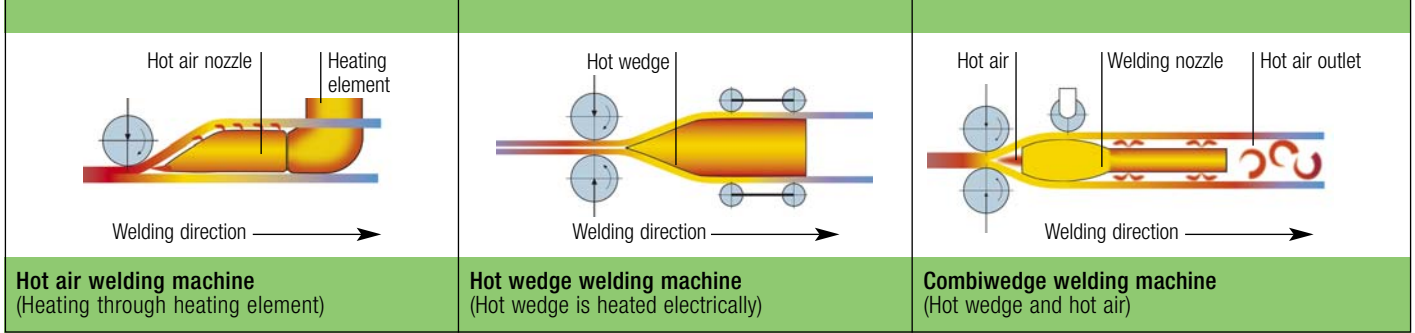 Hot air nozzle
Heating
element
Welding direction
Hot air welding machine
(Heating through heating element)
Hot wedge
Welding direction
Hot wedge welding machine
(Hot wedge is heated electrically)
Hot air
Welding nozzle
Hot air outlet
Welding direction
Combiwedge welding machine
(Hot wedge and hot air)